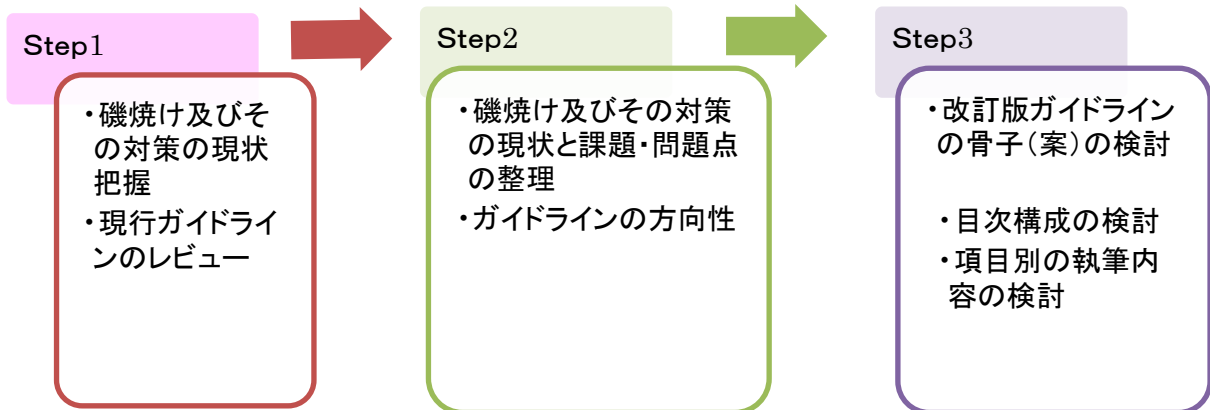 Step1
・磯焼け及びそ
の対策の現状
把握
・現行ガイドライ
ンのレビュー
Step2
・磯焼け及びその対策
の現状と課題・問題点
の整理
・ガイドラインの方向性
Step3
・改訂版ガイドライン
の骨子（案）の検討
・目次構成の検討
・項目別の執筆内
容の検討